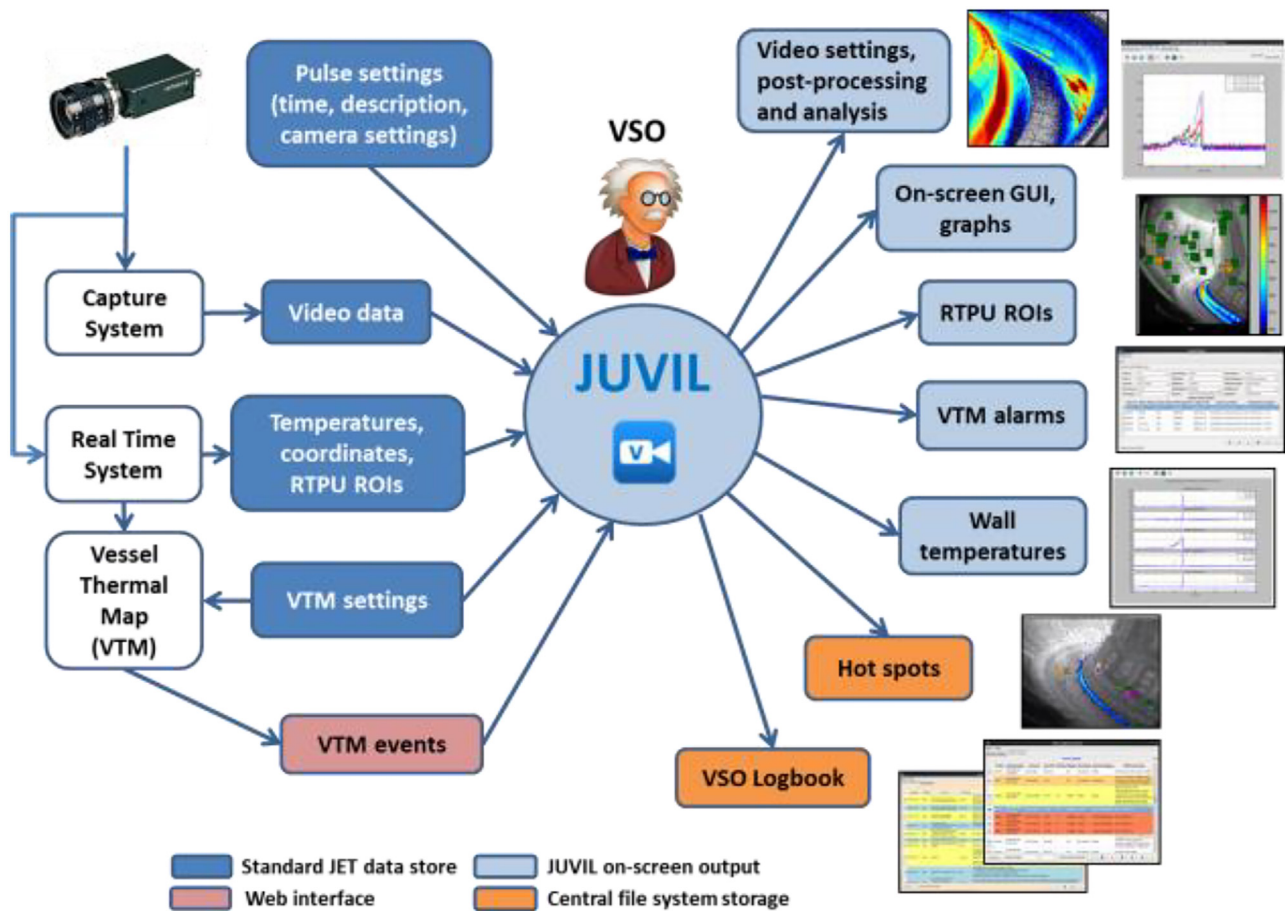 Pulse settings
(time, description,
camera settings)
VSO
Video settings,
post-processing
and analysis
On-screen GUI,
graphs
Capture
System
Video data
RTPU ROIs
JUVIL
V
VTM alarms
Real Time
System
Temperatures,
coordinates,
RTPU ROIs
Wall
temperatures
Vessel
Thermal
Map
(VTM)
VTM settings
Hot spots
VTM events
VSO Logbook
Standard JET data store
JUVIL on-screen output
Web interface
Central file system storage